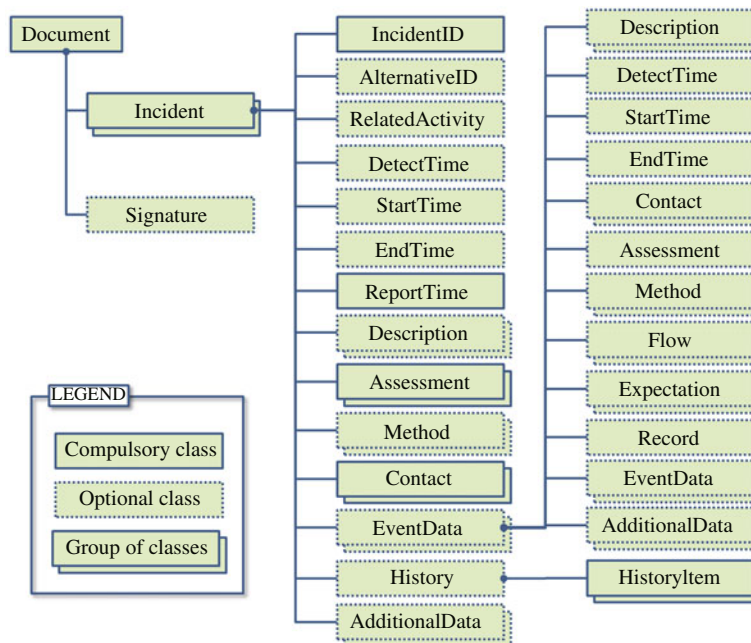 Document
Incident
Signature
IncidentID
AlternativeID
RelatedActivity
DetectTime
StartTime
EndTime
ReportTime
Description
Assessment
Method
Contact
EventData
History
AdditionalData
Description
DetectTime
StartTime
EndTime
Contact
Assessment
Method
Flow
Expectation
Record
EventData
AdditionalData
HistoryItem
LEGEND
Compulsory class
Optional class
Group of classes